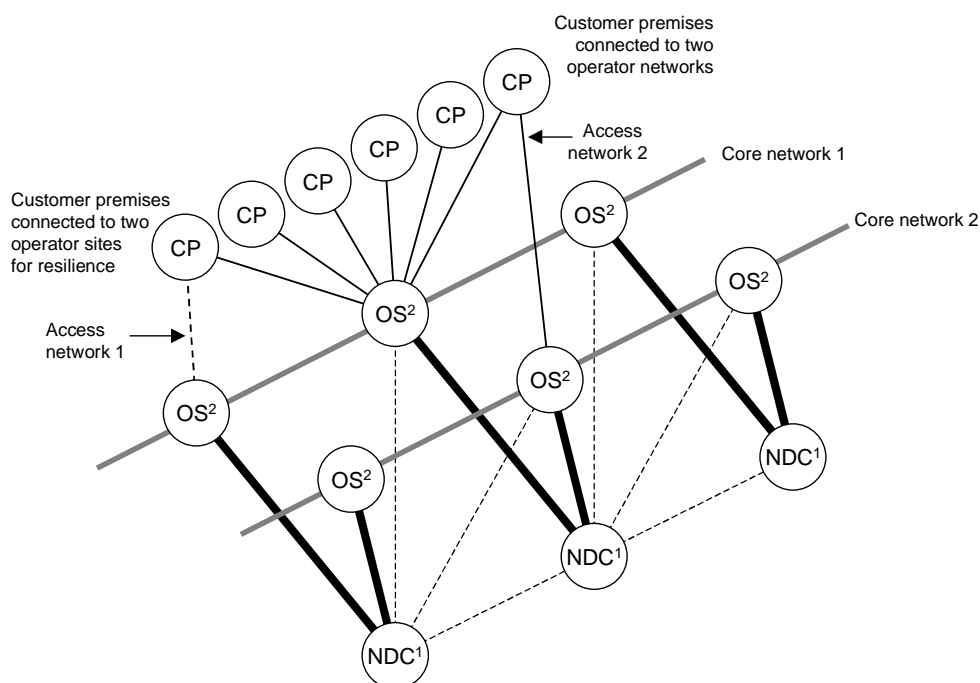 Customer premises
connected to two
operator networks
CP
CP
CP
CP
CP
CP
Access
network 2
Core network 1
Customer premises
connected to two
operator sites
for resilience
OS²
Core network 2
OS²
OS²
Access
network 1
OS²
OS²
OS²
NDC¹
NDC¹
NDC¹